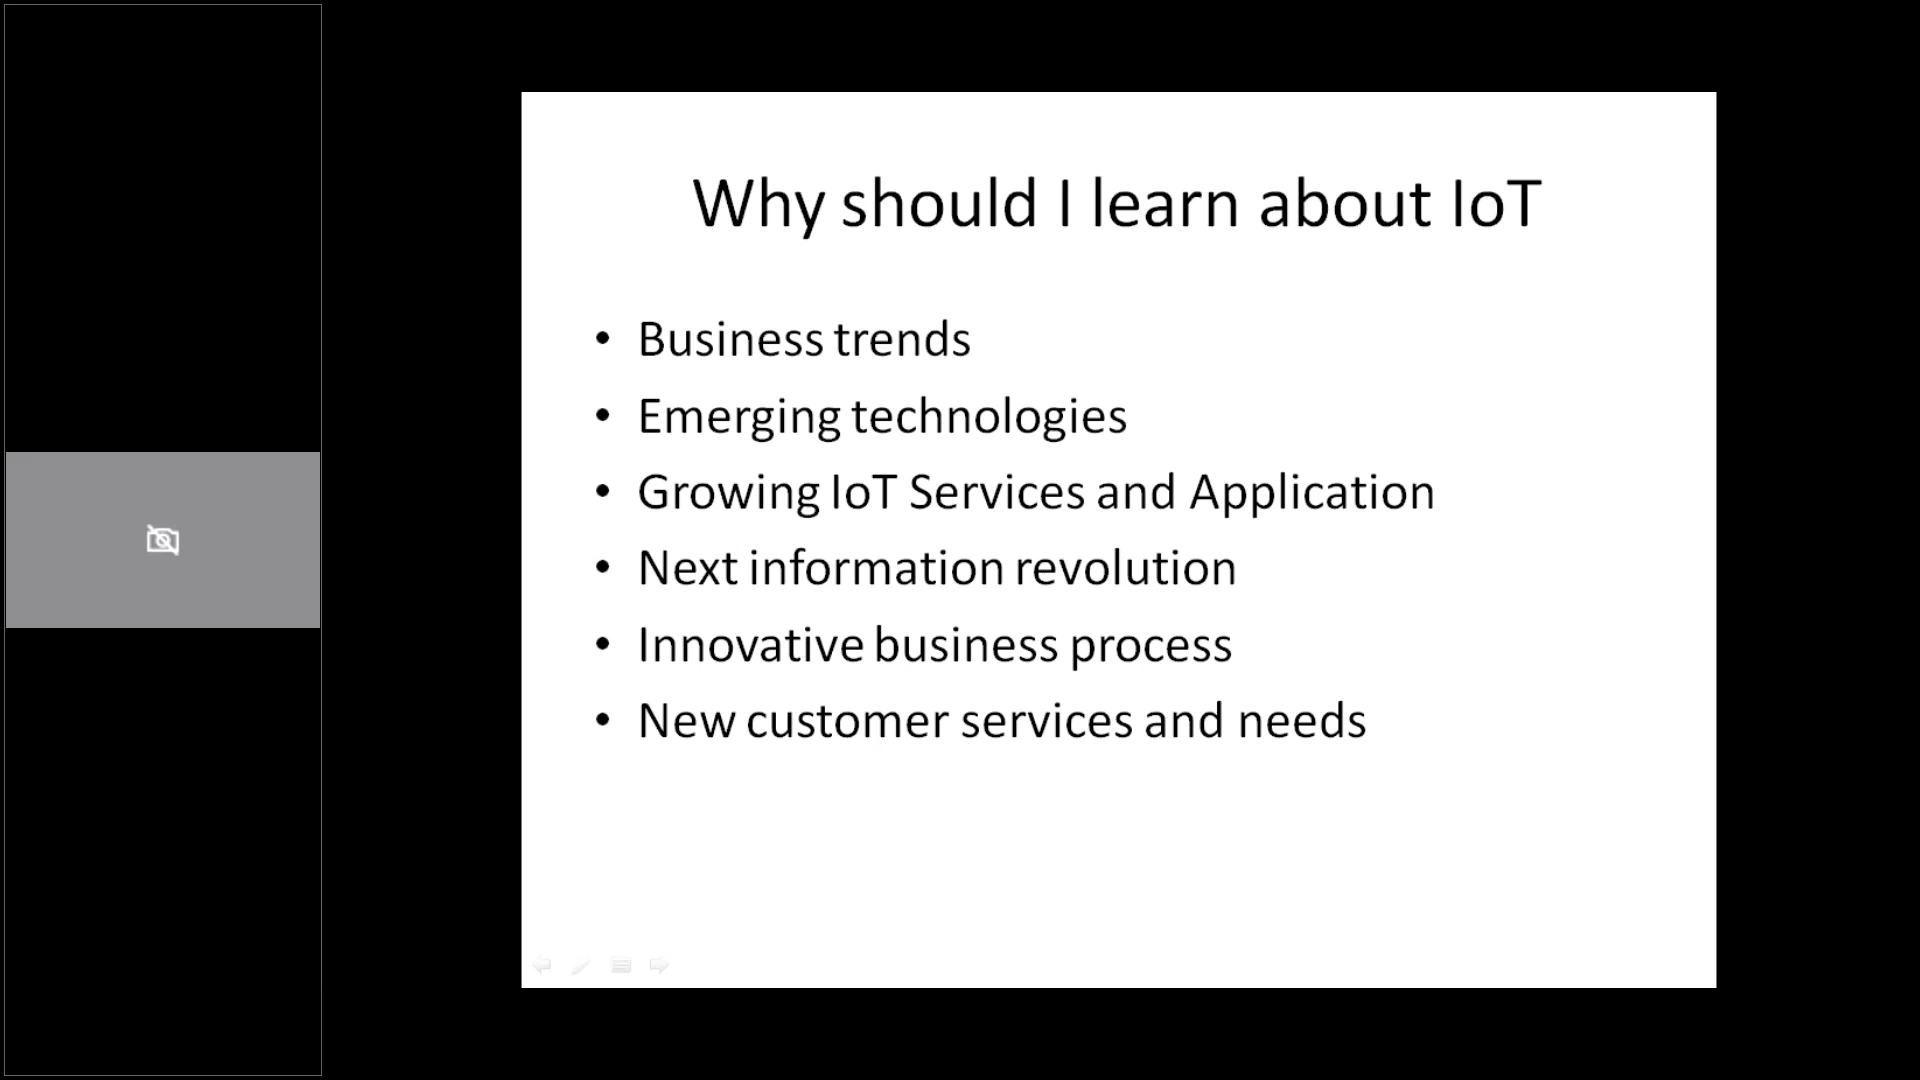 Why should I learn about IoT
• Business trends
• Emerging technologies
• Growing IoT Services and Application
• Next information revolution
• Innovative business process
• New customer services and needs